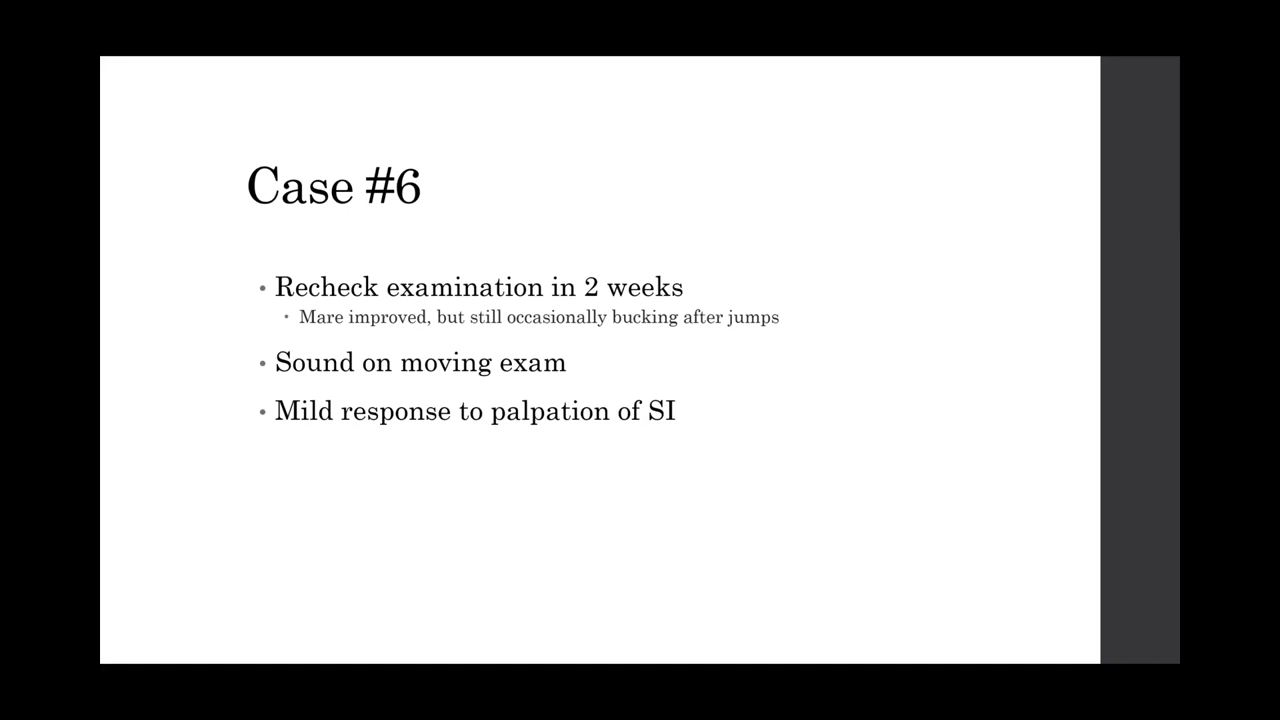 Case #6
• Recheck examination in 2 weeks
• Mare improved, but still occasionally bucking after jumps
• Sound on moving exam
• Mild response to palpation of SI